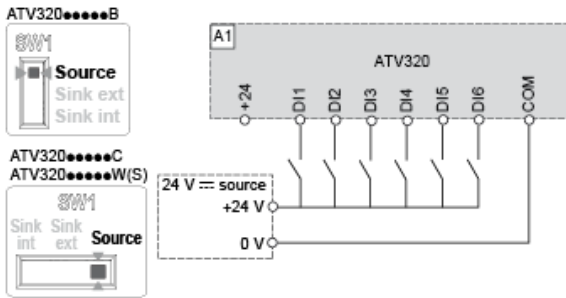 ATV320●●●●●B
SW1
Source
Sink ext
Sink int
ATV320●●●●●C
ATV320●●●●●W(S)
SW1
Sink int
Sink ext
Source
A1
ATV320
+24
DI1
DI2
DI3
DI4
DI5
DI6
COM
24 V ⎓ source
+24 V
0 V